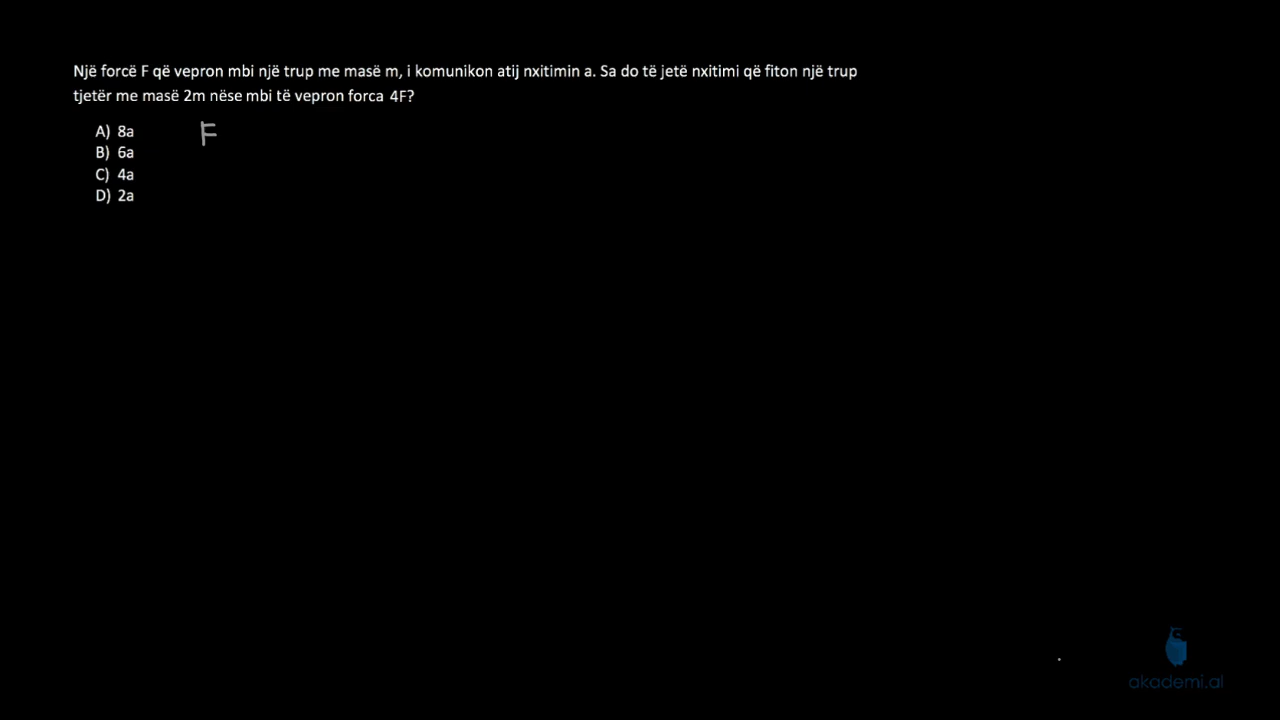 Një forcë F që vepron mbi një trup me masë m, i komunikon atij nxitimin a. Sa do të jetë nxitimi që fiton një trup
tjetër me masë 2m nëse mbi të vepron forca 4F?
A) 8a
F
B) 6a
C) 4a
D) 2a
akademi.al